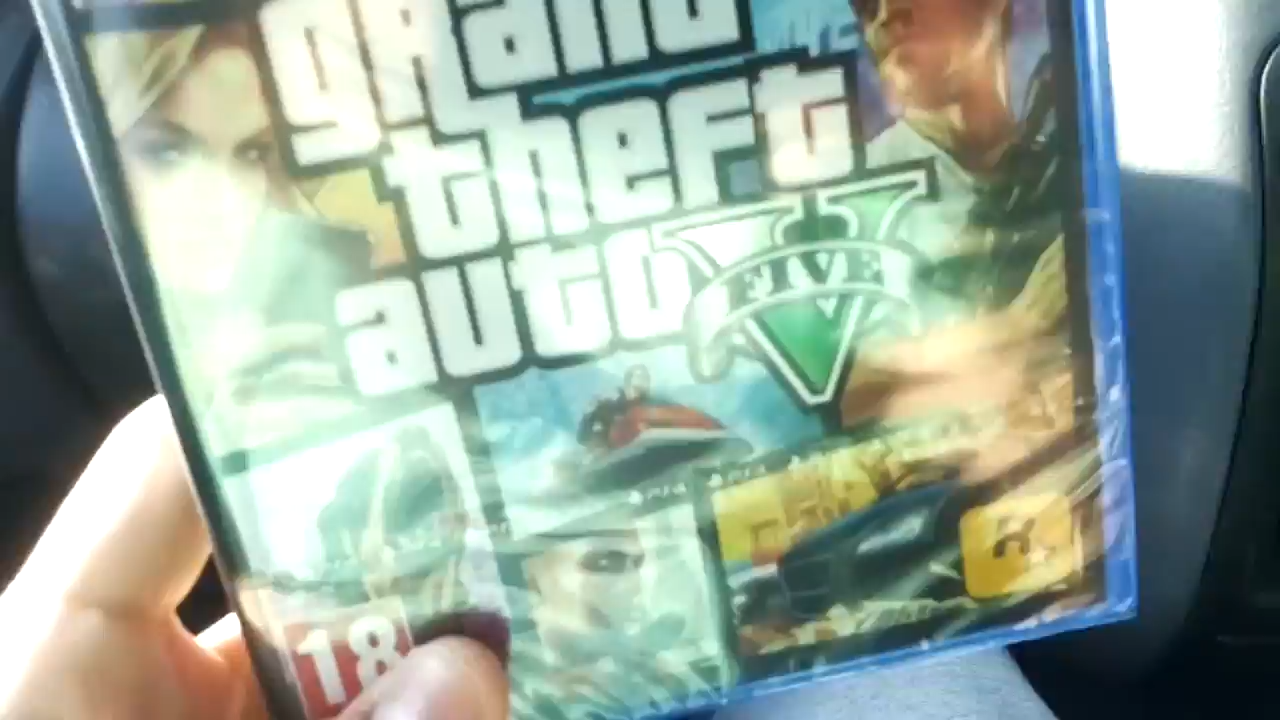 grand
theft
auto V
FIVE
R★
18